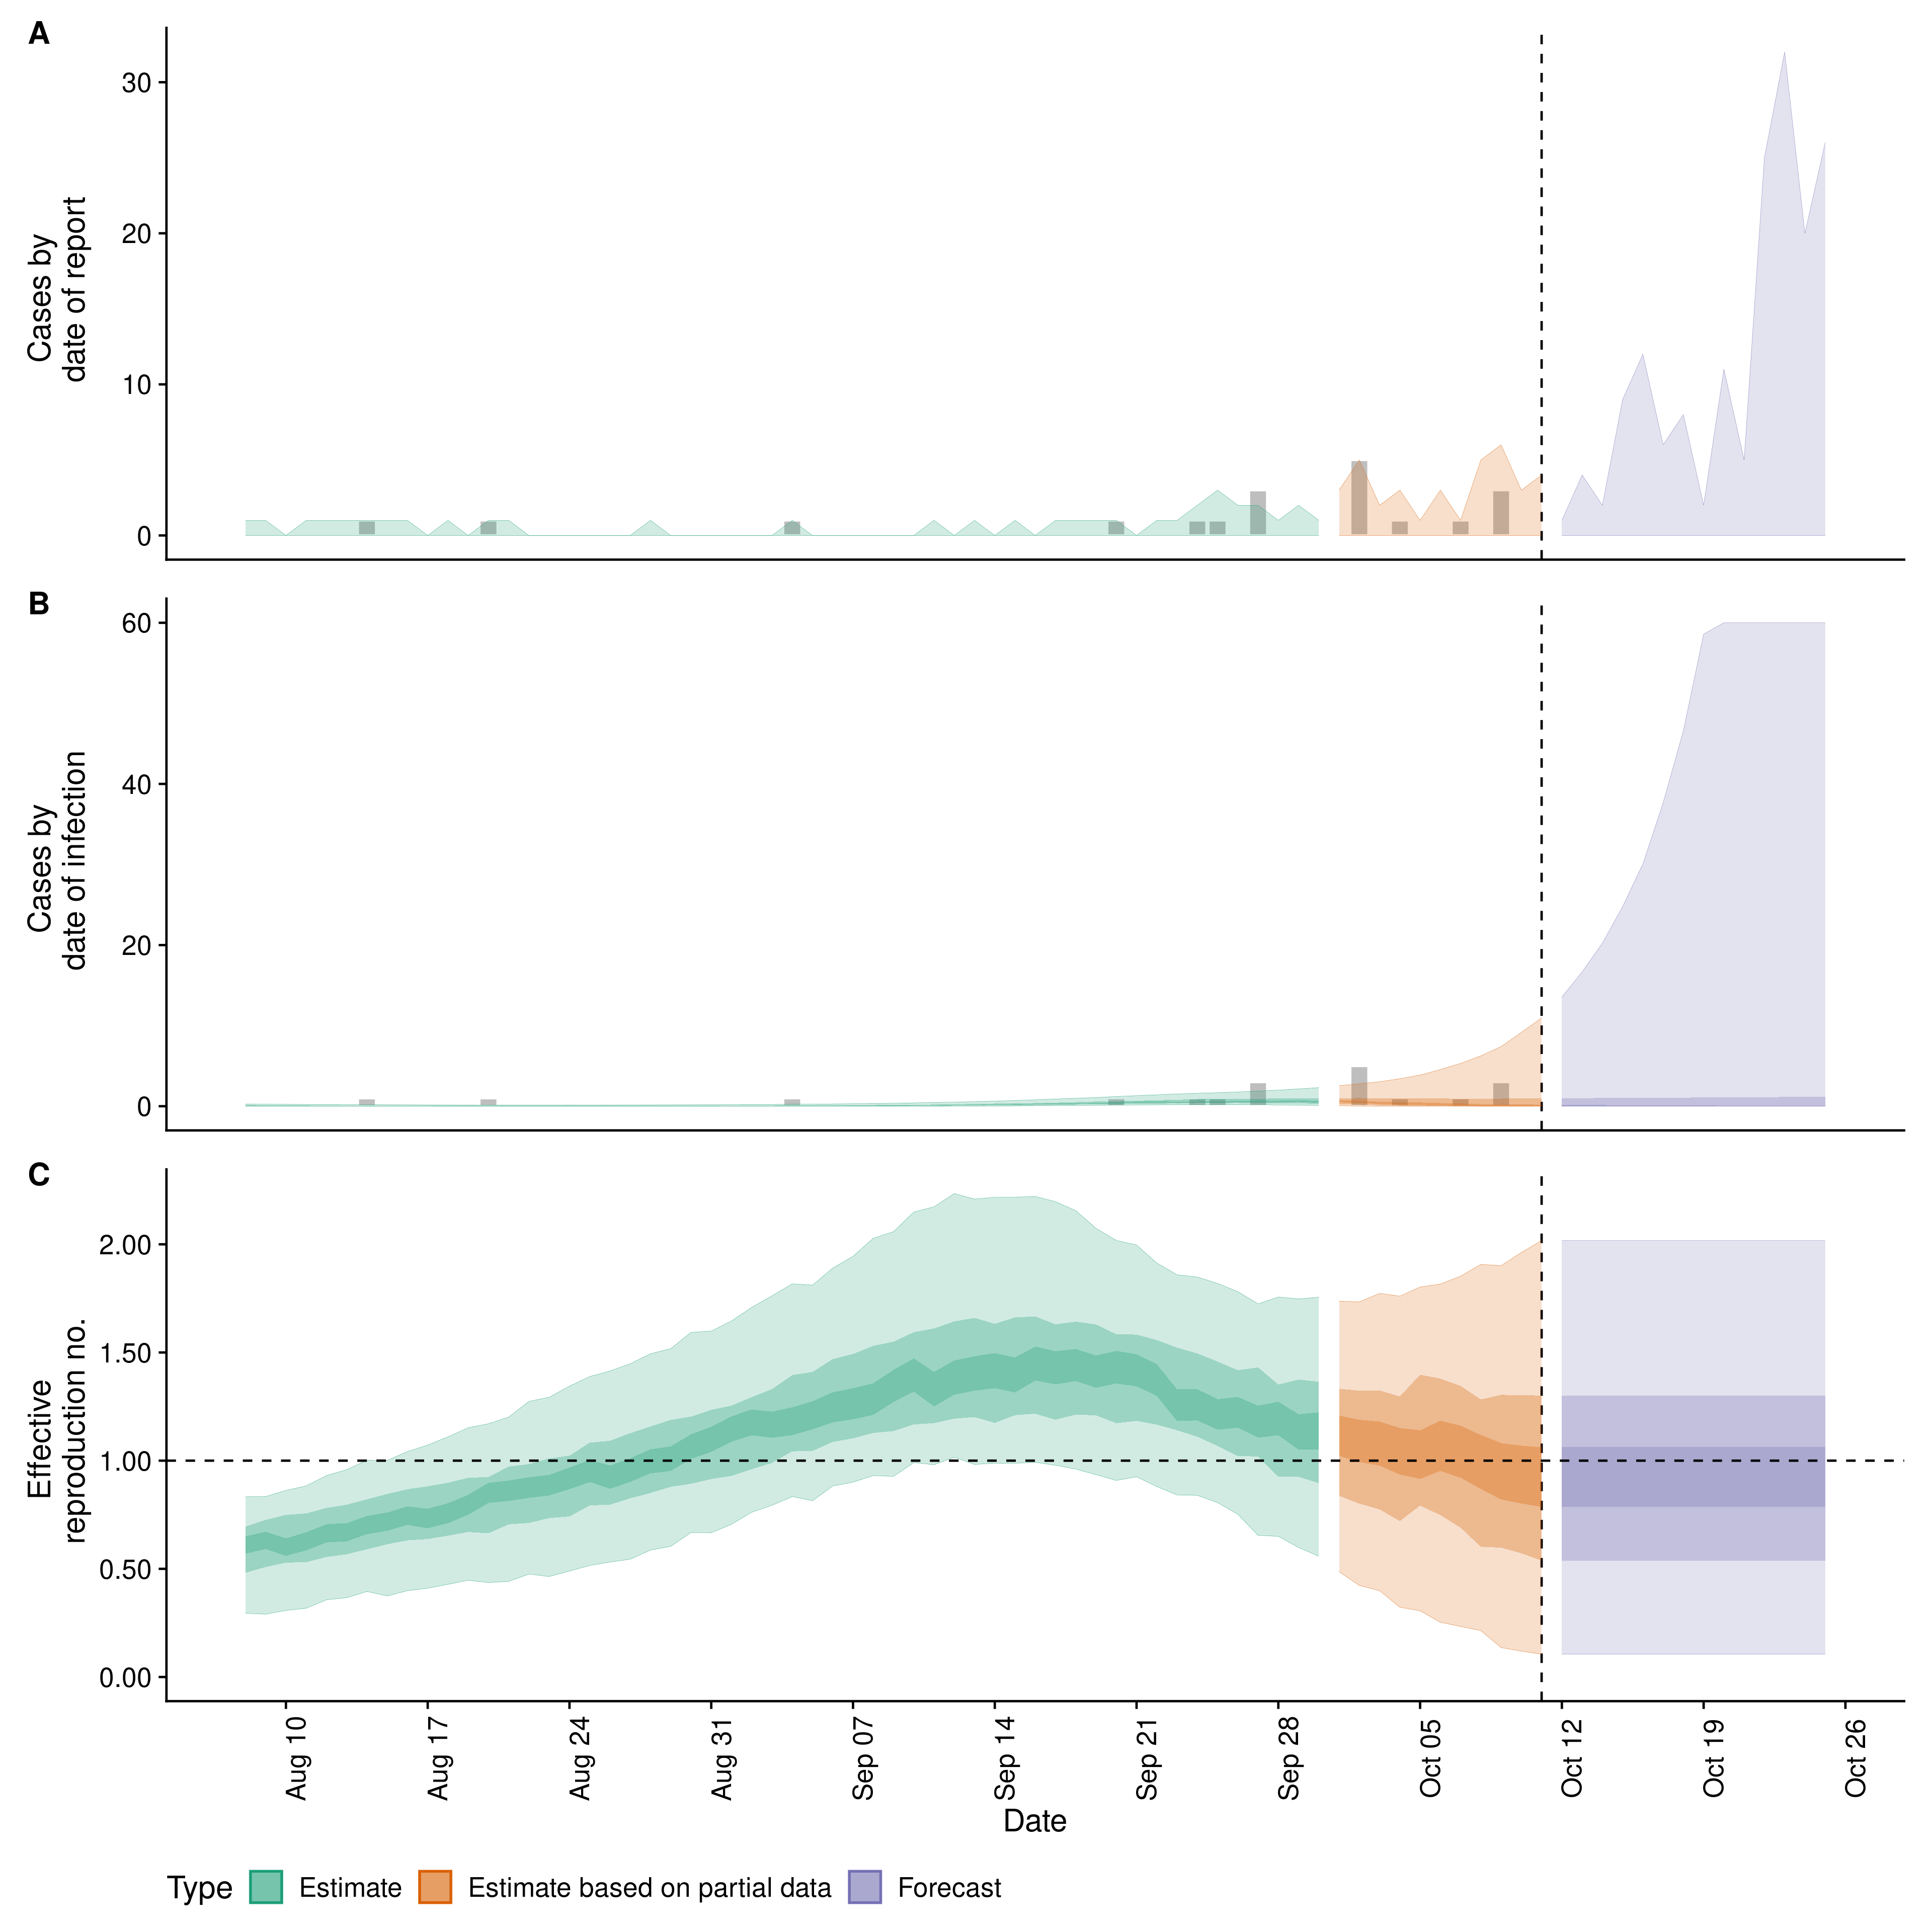 A
30
20
10
0
Cases by
date of report
B
60
40
20
0
Cases by
date of infection
C
2.00
1.50
1.00
0.50
0.00
Effective
reproduction no.
Aug 10
Aug 17
Aug 24
Aug 31
Sep 07
Sep 14
Sep 21
Sep 28
Oct 05
Oct 12
Oct 19
Oct 26
Date
Type Estimate Estimate based on partial data Forecast